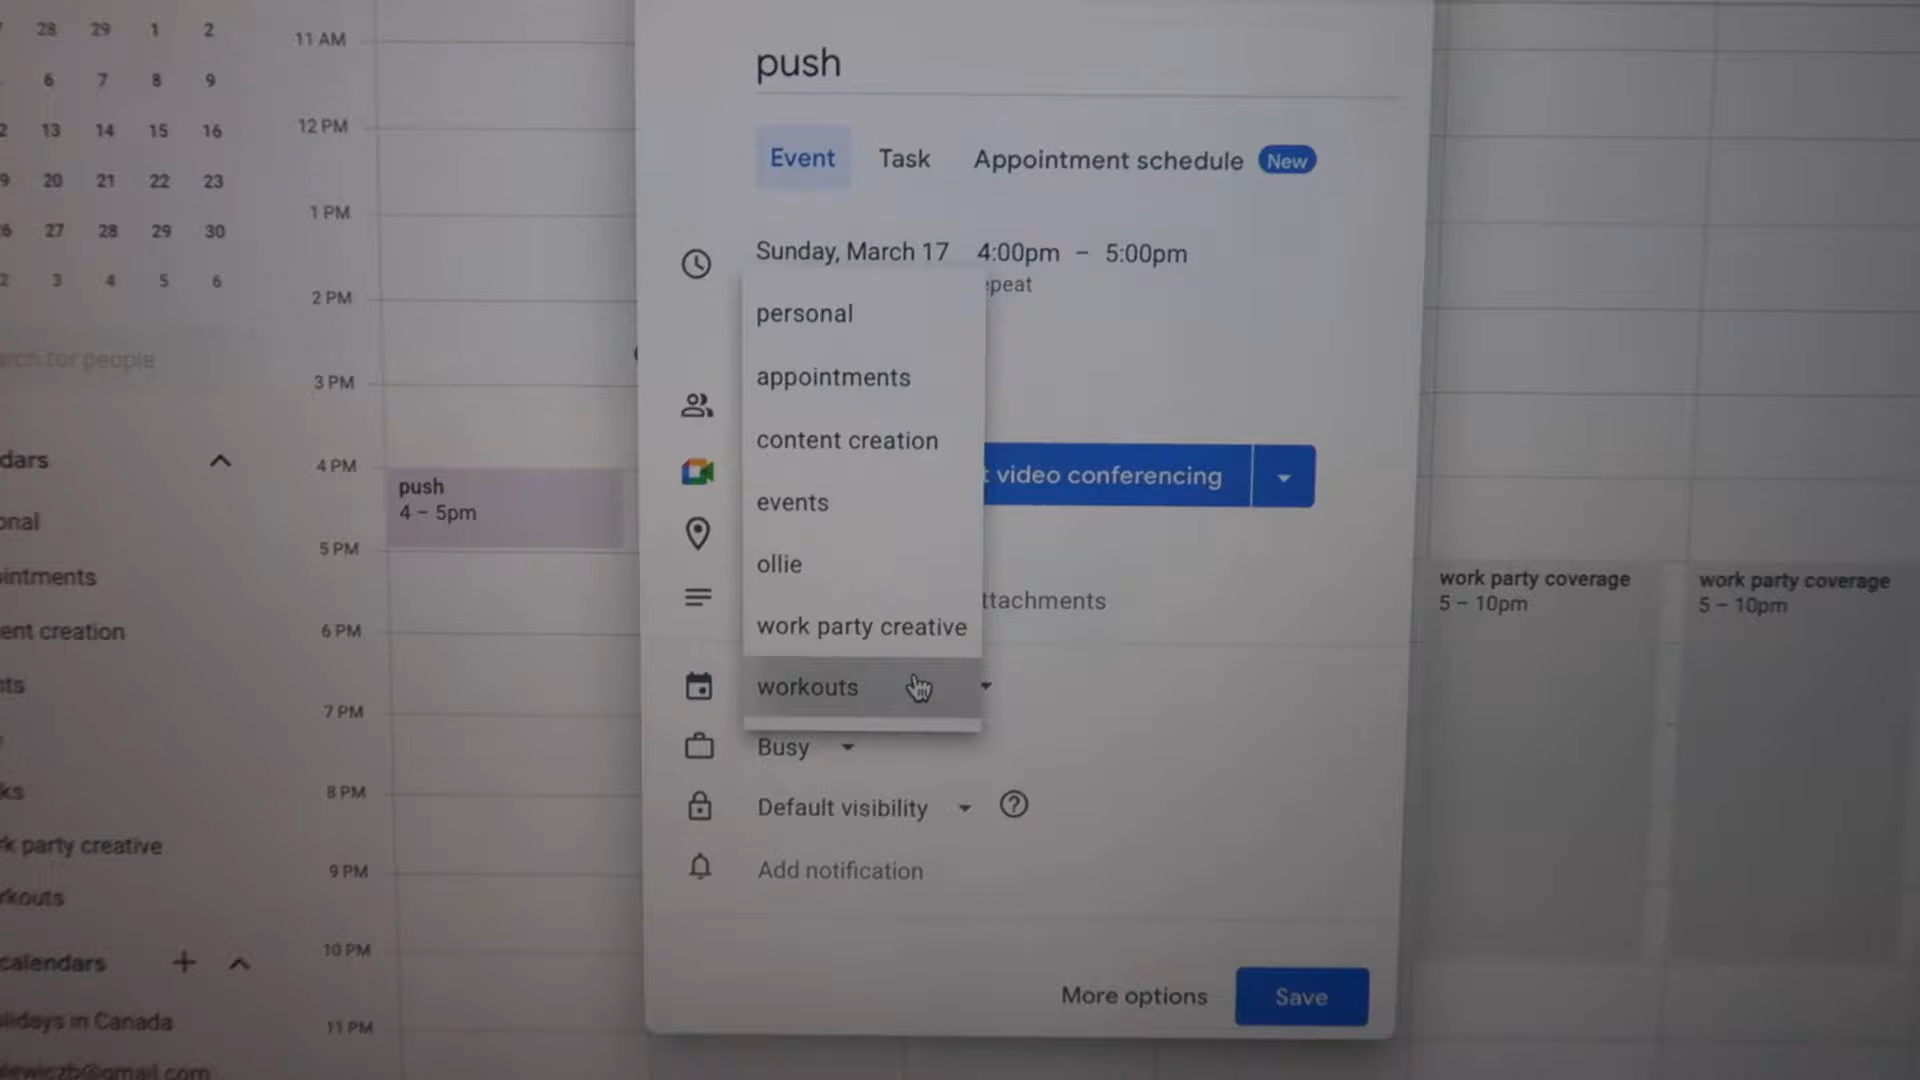 28 29 1 2
6 7 8 9
13 14 15 16
20 21 22 23
27 28 29 30
3 4 5 6
for people
11 AM
12 PM
1 PM
2 PM
3 PM
4 PM
5 PM
6 PM
7 PM
8 PM
9 PM
10 PM
11 PM
push
4 – 5pm
party creative
calendars
in Canada
push
Event Task Appointment schedule New
Sunday, March 17 4:00pm – 5:00pm
personal
appointments
content creation
events
ollie
work party creative
workouts
video conferencing
Busy
Default visibility
Add notification
More options Save
work party coverage
5 – 10pm
work party coverage
5 – 10pm